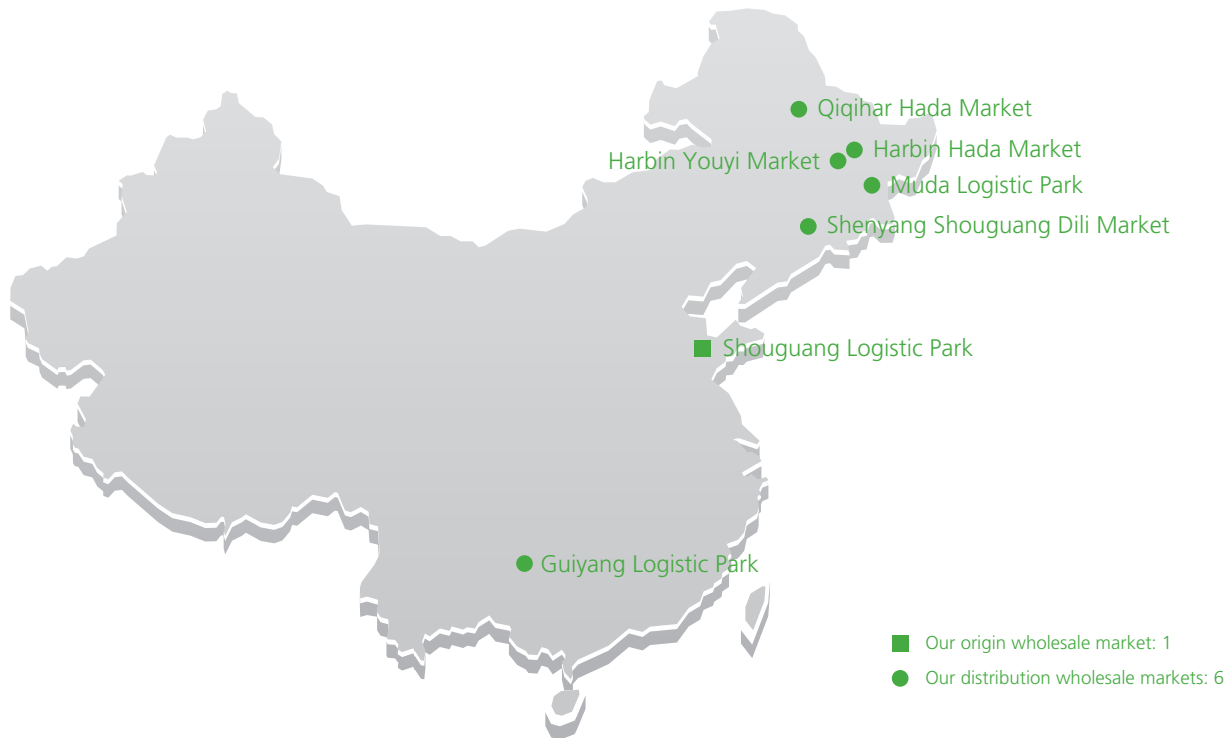 Qiqihar Hada Market
Harbin Hada Market
Harbin Youyi Market
Muda Logistic Park
Shenyang Shouguang Dili Market
Shouguang Logistic Park
Guiyang Logistic Park
Our origin wholesale market: 1
Our distribution wholesale markets: 6